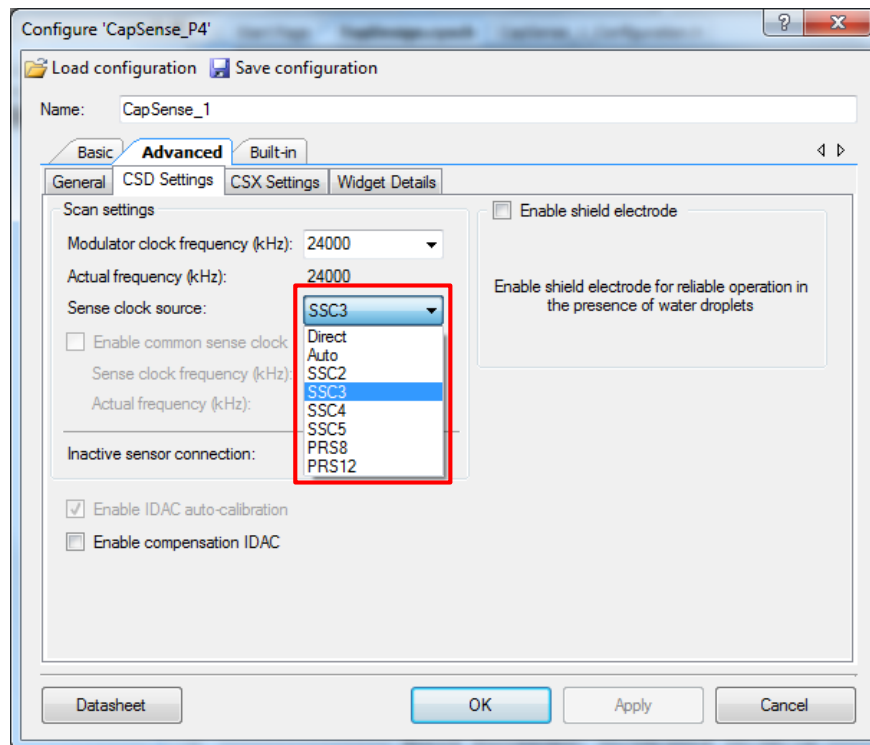 Configure 'CapSense_P4'
Load configuration Save configuration
Name: CapSense_1
Basic Advanced Built-in
General CSD Settings CSX Settings Widget Details
Scan settings
Enable shield electrode
Modulator clock frequency (kHz): 24000
Actual frequency (kHz): 24000
Enable shield electrode for reliable operation in
the presence of water droplets
Sense clock source: SSC3
Direct
Enable common sense clock
Auto
SSC2
Sense clock frequency (kHz):
SSC3
Actual frequency (kHz):
SSC4
SSC5
Inactive sensor connection:
PRS8
PRS12
Enable IDAC auto-calibration
Enable compensation IDAC
Datasheet OK Apply Cancel